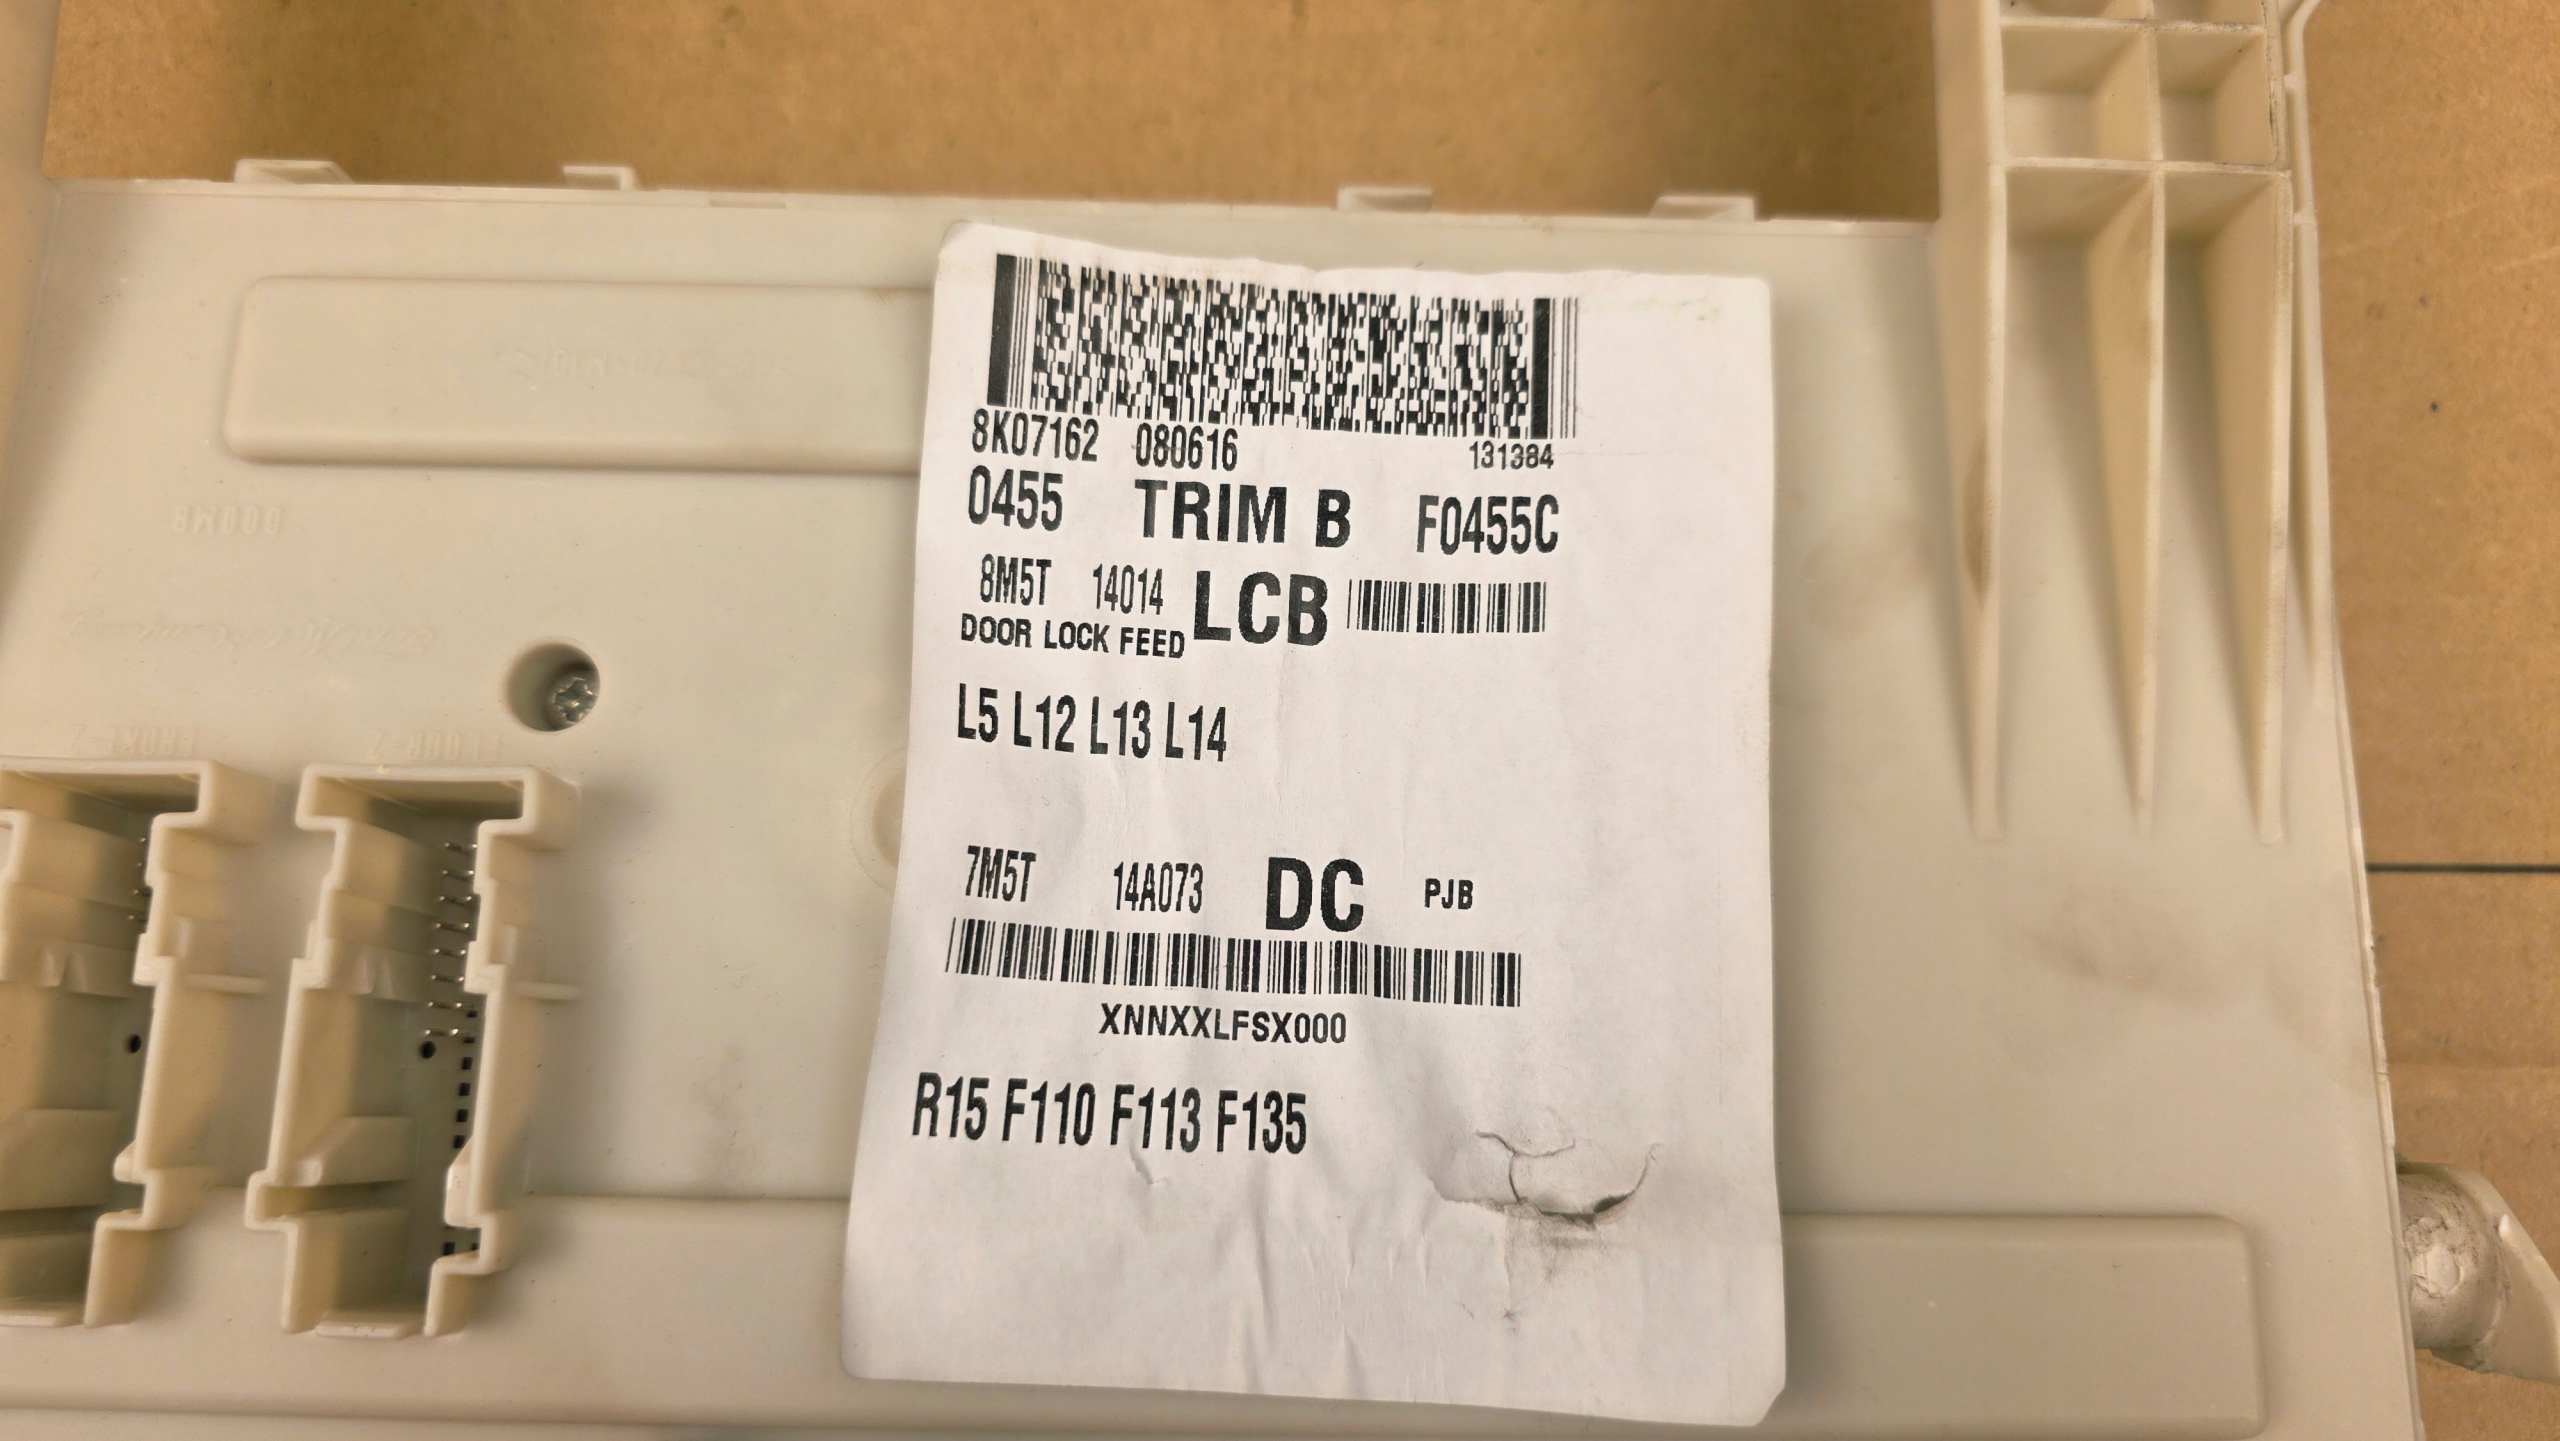 8K07162 080616 131384
0455 TRIM B F0455C
8M5T 14014 LCB
DOOR LOCK FEED
L5 L12 L13 L14
7M5T 14A073 DC PJB
XNNXXLFSX000
R15 F110 F113 F135